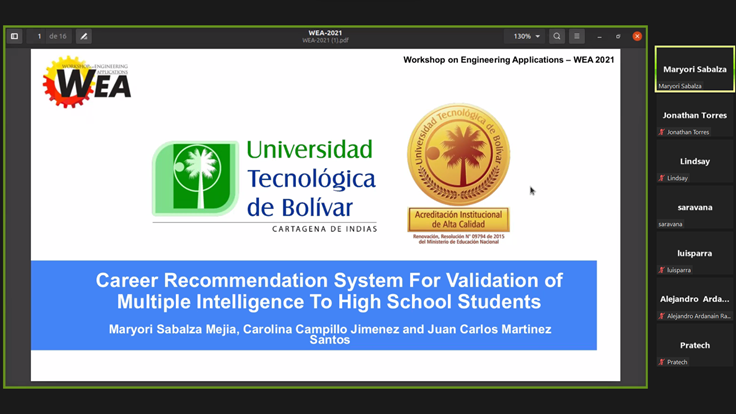 1 de 16
WEA-2021
WEA-2021 (1).pdf
130%
WORKSHOP ON ENGINEERING
APPLICATIONS
WEA
Workshop on Engineering Applications – WEA 2021
Universidad
Tecnológica
de Bolívar
CARTAGENA DE INDIAS
Universidad Tecnológica de Bolívar
Acreditación Institucional
de Alta Calidad
Renovación, Resolución N° 09794 de 2015
del Ministerio de Educación Nacional
Career Recommendation System For Validation of
Multiple Intelligence To High School Students
Maryori Sabalza Mejia, Carolina Campillo Jimenez and Juan Carlos Martinez
Santos
Maryori Sabalza
Maryori Sabalza
Jonathan Torres
Jonathan Torres
Lindsay
Lindsay
saravana
saravana
luisparra
luisparra
Alejandro Arda...
Alejandro Ardanain Ra...
Pratech
Pratech